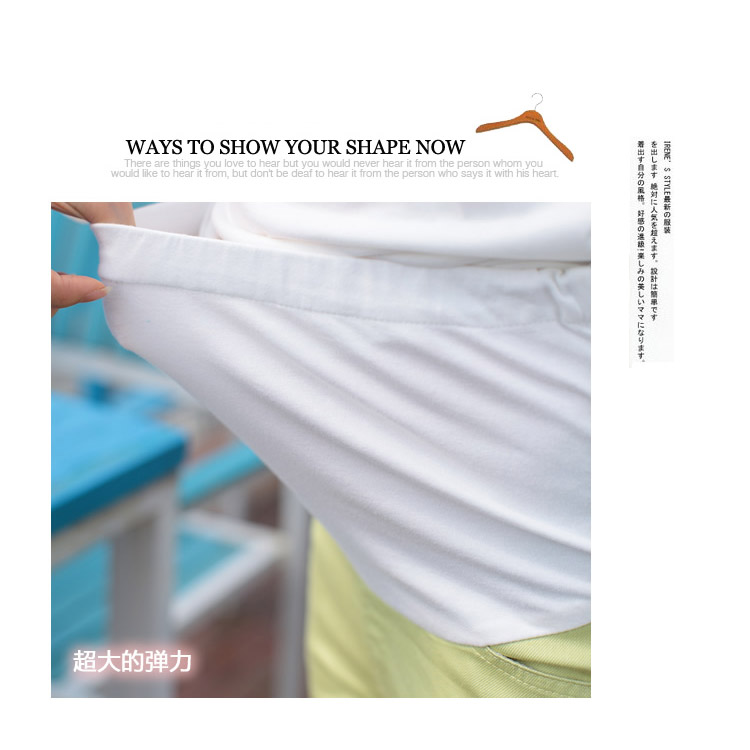 WAYS TO SHOW YOUR SHAPE NOW
There are things you love to hear but you would never hear it from the person whom you
would like to hear it from, but don't be deaf to hear it from the person who says it with his heart.
IRENE'S STYLE最新の服装
を出します 絶対に人気を超えます。 設計は簡単です
着出す自分の風格。好感の進級!楽しみの美しいママになります。
超大的弹力